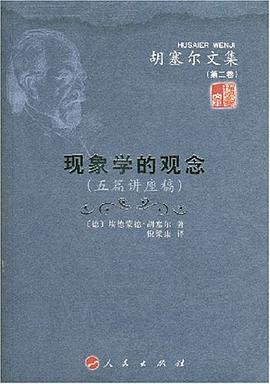 HUSAIER WENJI
胡塞尔文集
(第二卷)
现象学的观念
(五篇讲座稿)
〔德〕埃德蒙德·胡塞尔 著
倪梁康 译
人民出版社